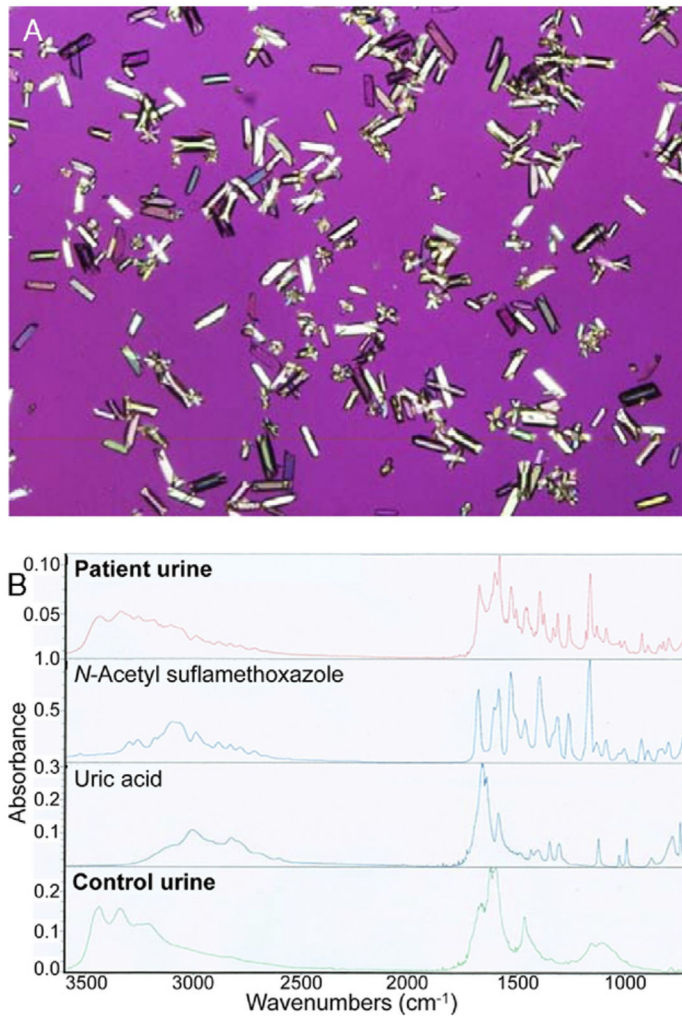 A
B
Patient urine
N-Acetyl suflamethoxazole
Uric acid
Control urine
Absorbance
0.10
0.05
1.0
0.5
0.3
0.2
0.1
0.2
0.1
0.0
3500 3000 2500 2000 1500 1000
Wavenumbers (cm⁻¹)